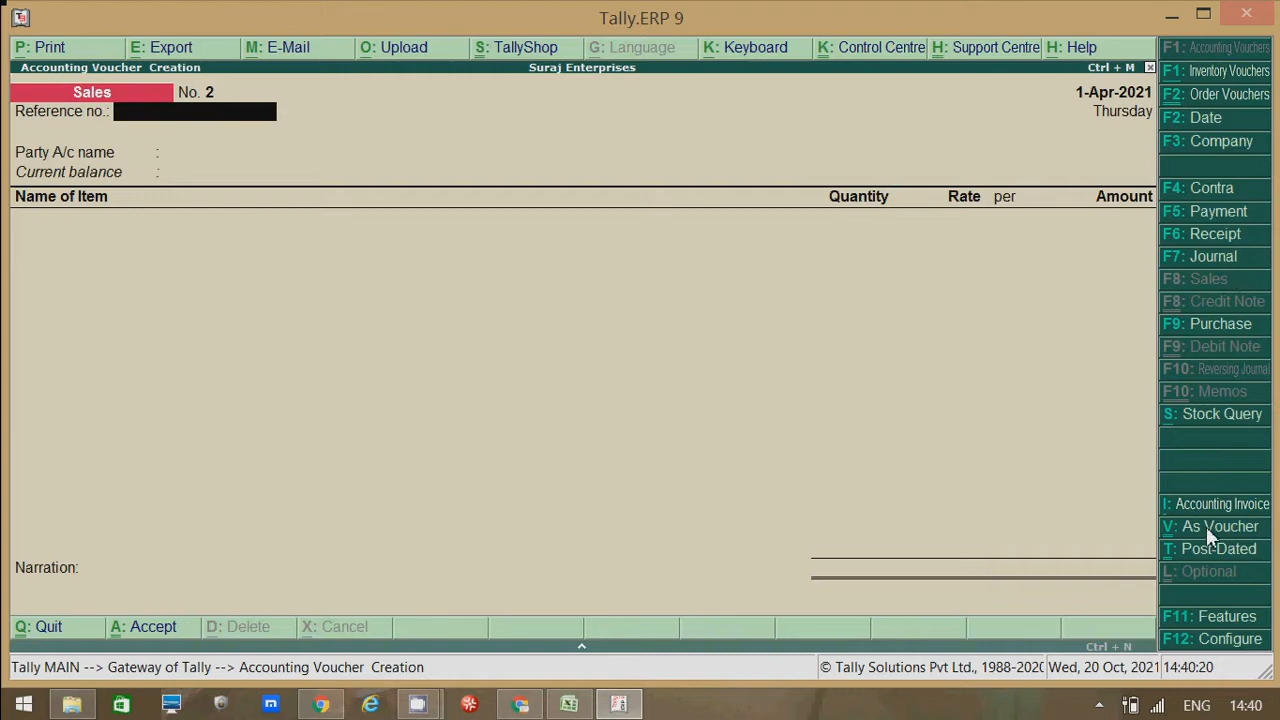 Tally.ERP 9
P: Print E: Export M: E-Mail O: Upload S: TallyShop G: Language K: Keyboard K: Control Centre H: Support Centre H: Help
Accounting Voucher Creation Suraj Enterprises Ctrl + M
Sales No. 2 1-Apr-2021
Reference no.: Thursday
Party A/c name :
Current balance :
Name of Item Quantity Rate per Amount
Narration:
F1: Accounting Vouchers
F1: Inventory Vouchers
F2: Order Vouchers
F2: Date
F3: Company
F4: Contra
F5: Payment
F6: Receipt
F7: Journal
F8: Sales
F8: Credit Note
F9: Purchase
F9: Debit Note
F10: Reversing Journal
F10: Memos
S: Stock Query
I: Accounting Invoice
V: As Voucher
T: Post-Dated
L: Optional
F11: Features
F12: Configure
Q: Quit A: Accept D: Delete X: Cancel
Ctrl + N
Tally MAIN --> Gateway of Tally --> Accounting Voucher Creation © Tally Solutions Pvt Ltd., 1988-2020 Wed, 20 Oct, 2021 14:40:20
ENG 14:40